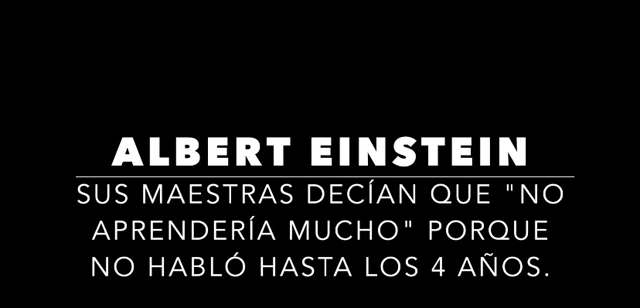 ALBERT EINSTEIN
SUS MAESTRAS DECÍAN QUE "NO
APRENDERÍA MUCHO" PORQUE
NO HABLÓ HASTA LOS 4 AÑOS.